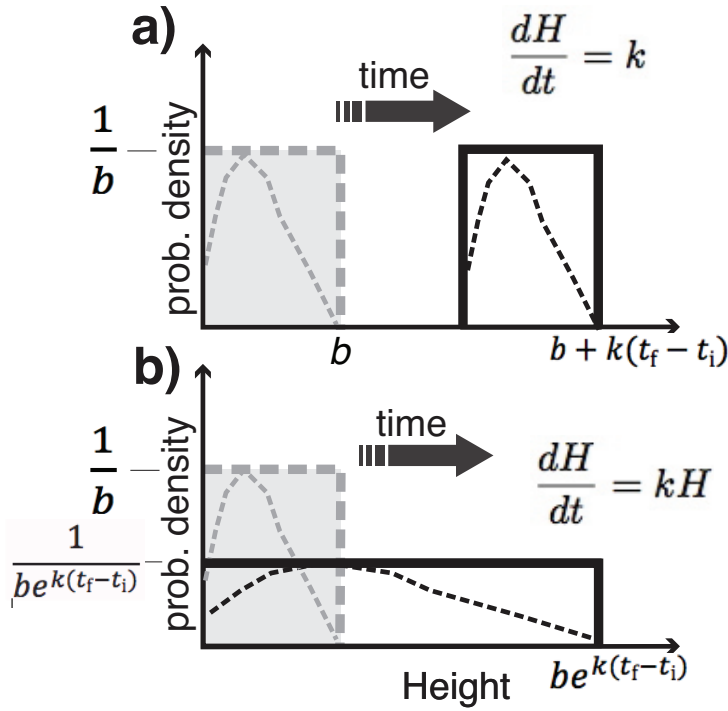 a)
dH/dt = k
time
1/b
prob. density
b
b + k(t_f − t_i)
b)
time
1/b
dH/dt = kH
1/be^{k(t_f−t_i)}
prob. density
be^{k(t_f−t_i)}
Height